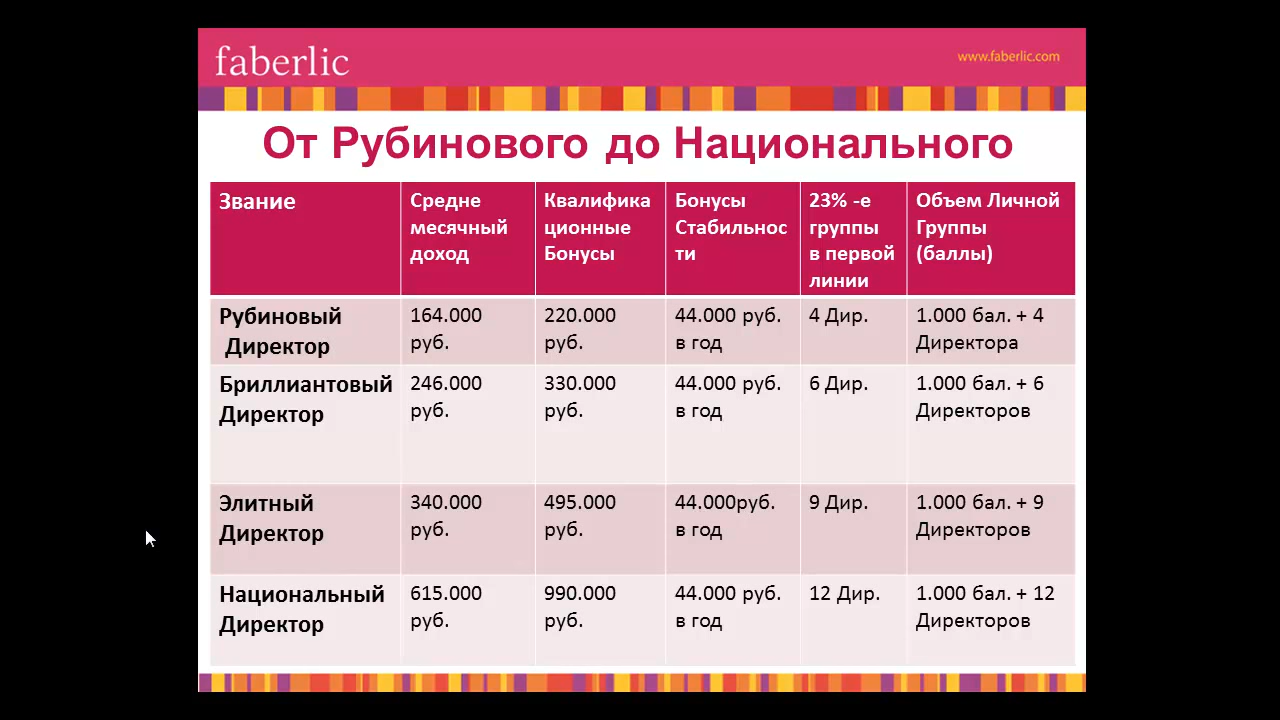 faberlic
www.faberlic.com
От Рубинового до Национального
Звание
Средне
месячный
доход
Квалифика
ционные
Бонусы
Бонусы
Стабильнос
ти
23% -е
группы
в первой
линии
Объем Личной
Группы
(баллы)
Рубиновый
Директор
164.000
руб.
220.000
руб.
44.000 руб.
в год
4 Дир.
1.000 бал. + 4
Директора
Бриллиантовый
Директор
246.000
руб.
330.000
руб.
44.000 руб.
в год
6 Дир.
1.000 бал. + 6
Директоров
Элитный
Директор
340.000
руб.
495.000
руб.
44.000руб.
в год
9 Дир.
1.000 бал. + 9
Директоров
Национальный
Директор
615.000
руб.
990.000
руб.
44.000 руб.
в год
12 Дир.
1.000 бал. + 12
Директоров